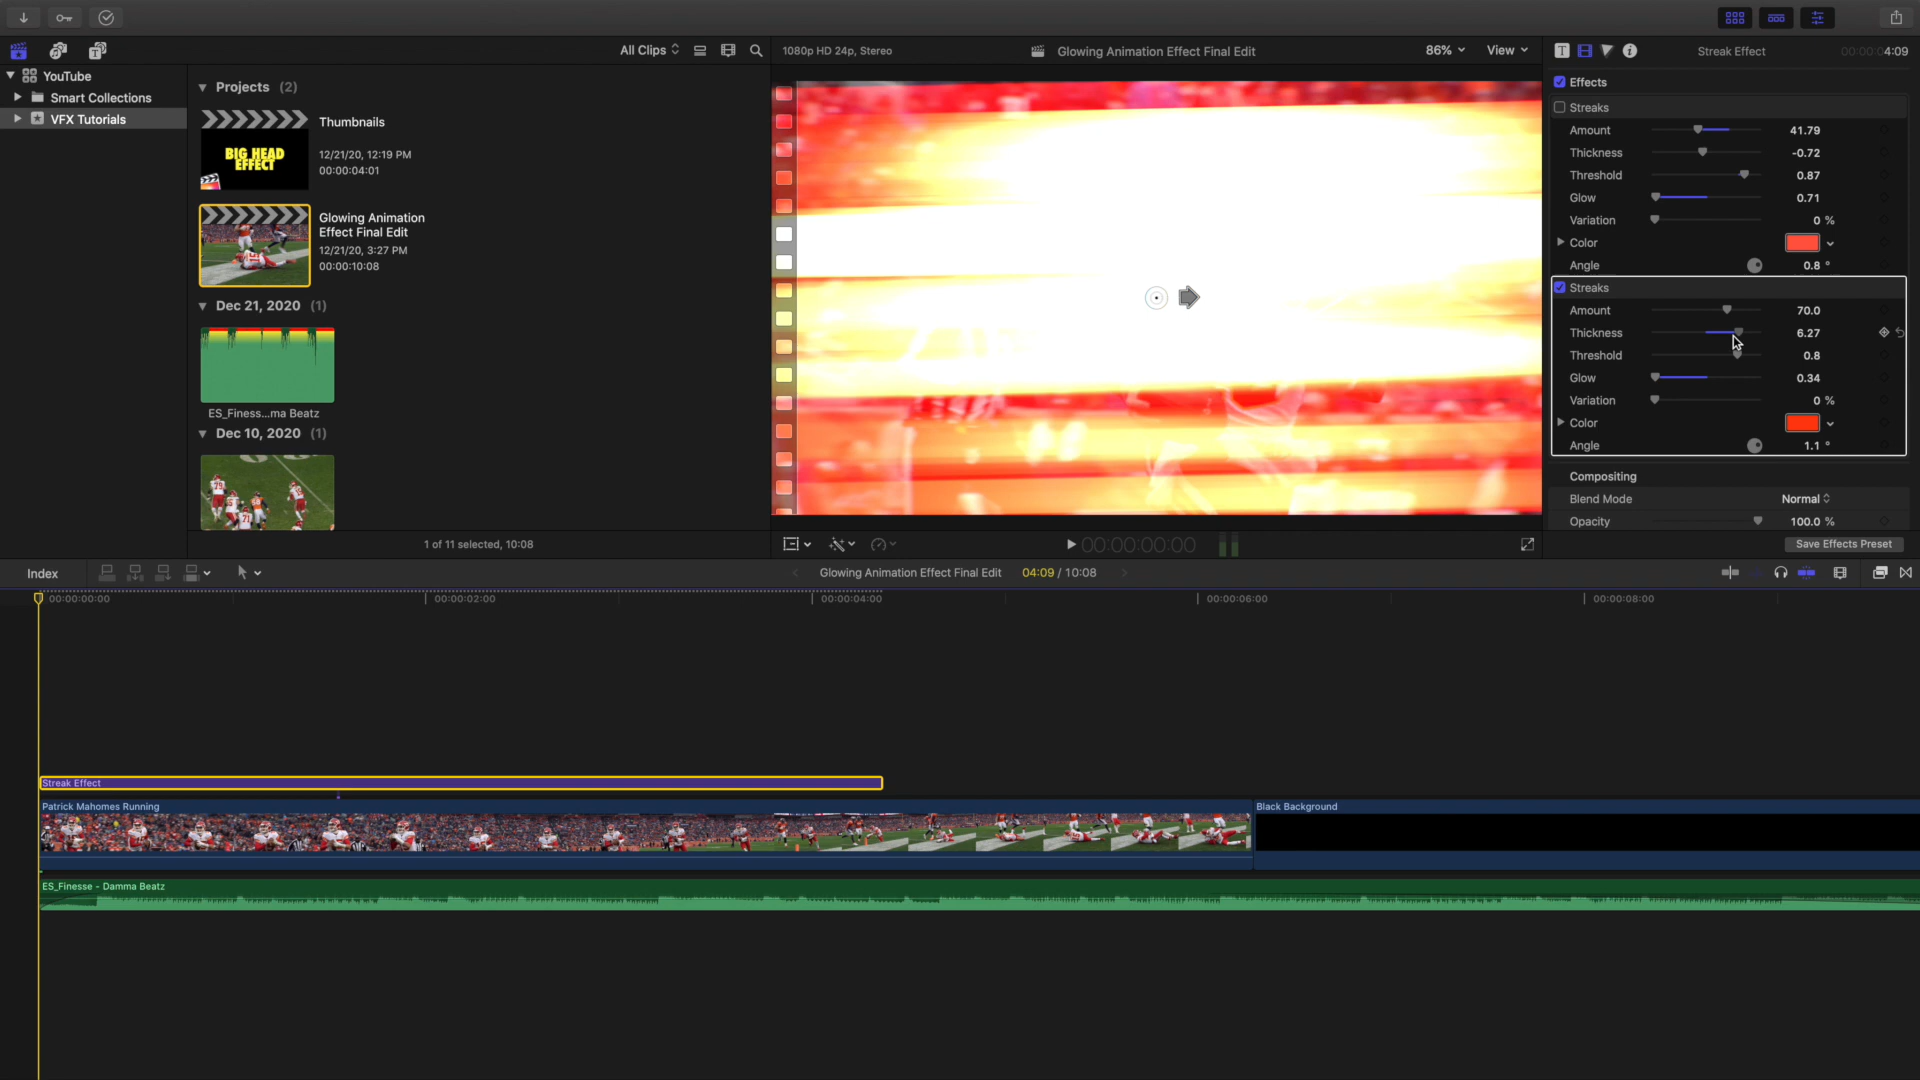 All Clips
1080p HD 24p, Stereo
Glowing Animation Effect Final Edit
86%
View
Streak Effect
00:00:04:09
YouTube
Smart Collections
VFX Tutorials
Projects (2)
Thumbnails
12/21/20, 12:19 PM
00:00:04:01
BIG HEAD
EFFECT
Glowing Animation
Effect Final Edit
12/21/20, 3:27 PM
00:00:10:08
Dec 21, 2020 (1)
ES_Finess...ma Beatz
Dec 10, 2020 (1)
1 of 11 selected, 10:08
00:00:00:00
Effects
Streaks
Amount 41.79
Thickness -0.72
Threshold 0.87
Glow 0.71
Variation 0 %
Color
Angle 0.8 °
Streaks
Amount 70.0
Thickness 6.27
Threshold 0.8
Glow 0.34
Variation 0 %
Color
Angle 1.1 °
Compositing
Blend Mode Normal
Opacity 100.0 %
Save Effects Preset
Index
Glowing Animation Effect Final Edit 04:09 / 10:08
00:00:00:00 00:00:02:00 00:00:04:00 00:00:06:00 00:00:08:00
Streak Effect
Patrick Mahomes Running
Black Background
ES_Finesse - Damma Beatz